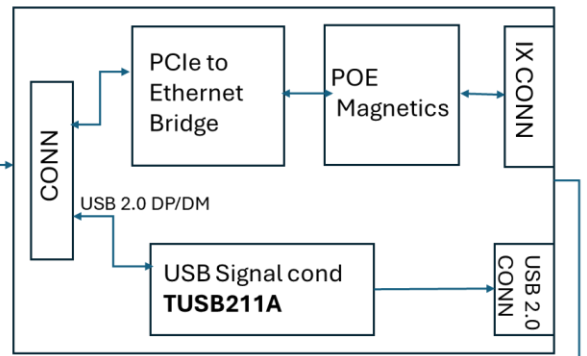 PCIe to
Ethernet
Bridge
POE
Magnetics
IX CONN
CONN
USB 2.0 DP/DM
USB Signal cond
TUSB211A
USB 2.0
CONN